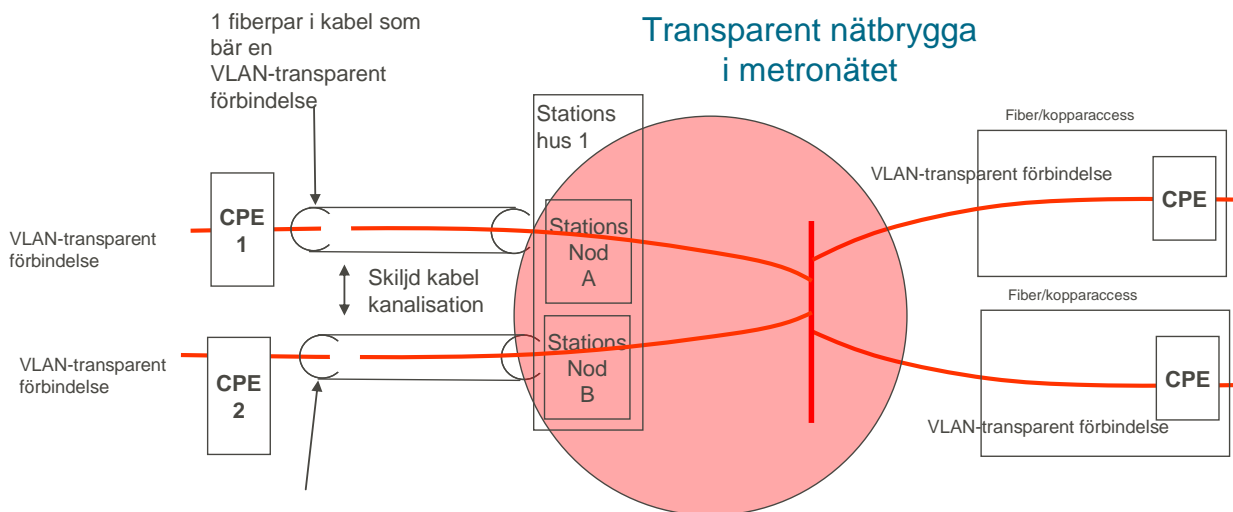 1 fiberpar i kabel som
bär en
VLAN-transparent
förbindelse
Transparent nätbrygga
i metronätet
Stations
hus 1
Fiber/kopparaccess
VLAN-transparent förbindelse
CPE
1
CPE
Stations
Nod
A
VLAN-transparent
förbindelse
Skiljd kabel
kanalisation
Fiber/kopparaccess
Stations
Nod
B
VLAN-transparent
förbindelse
CPE
2
CPE
VLAN-transparent förbindelse